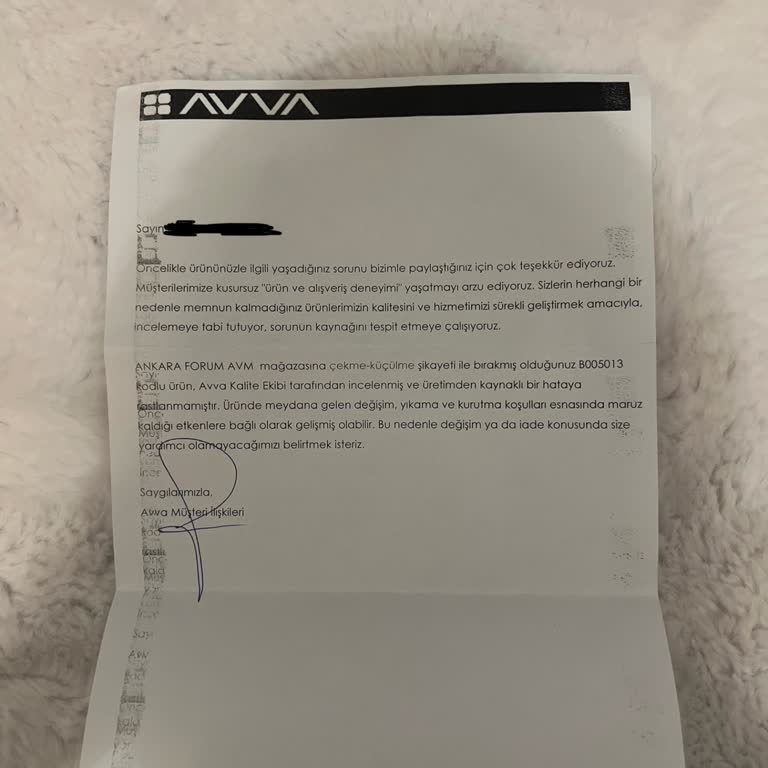 AVVA
Sayın
Öncelikle ürününüzle ilgili yaşadığınız sorunu bizimle paylaştığınız için çok teşekkür ediyoruz.
Müşterilerimize kusursuz "ürün ve alışveriş deneyimi" yaşatmayı arzu ediyoruz. Sizlerin herhangi bir
nedenle memnun kalmadığınız ürünlerimizin kalitesini ve hizmetimizi sürekli geliştirmek amacıyla,
incelemeye tabi tutuyor, sorunun kaynağını tespit etmeye çalışıyoruz.
ANKARA FORUM AVM mağazasına çekme-küçülme şikayeti ile bırakmış olduğunuz B005013
kodlu ürün, Avva Kalite Ekibi tarafından incelenmiş ve üretimden kaynaklı bir hataya
rastlanmamıştır. Üründe meydana gelen değişim, yıkama ve kurutma koşulları esnasında maruz
kaldığı etkenlere bağlı olarak gelişmiş olabilir. Bu nedenle değişim ya da iade konusunda size
yardımcı olamayacağımızı belirtmek isteriz.
Saygılarımızla,
Avva Müşteri İlişkileri